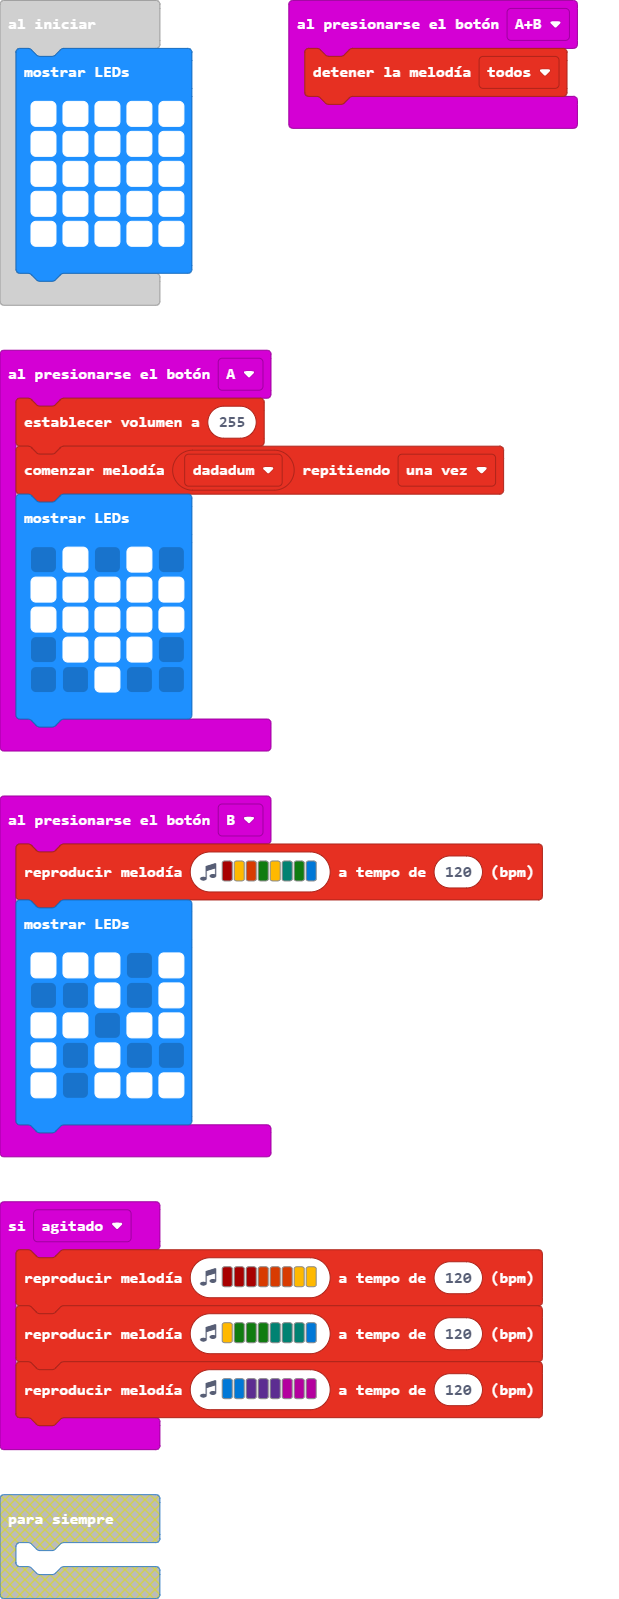 al iniciar
mostrar LEDs
al presionarse el botón A+B
detener la melodía todos
al presionarse el botón A
establecer volumen a 255
comenzar melodía dadadum repitiendo una vez
mostrar LEDs
al presionarse el botón B
reproducir melodía a tempo de 120 (bpm)
mostrar LEDs
si agitado
reproducir melodía a tempo de 120 (bpm)
reproducir melodía a tempo de 120 (bpm)
reproducir melodía a tempo de 120 (bpm)
para siempre